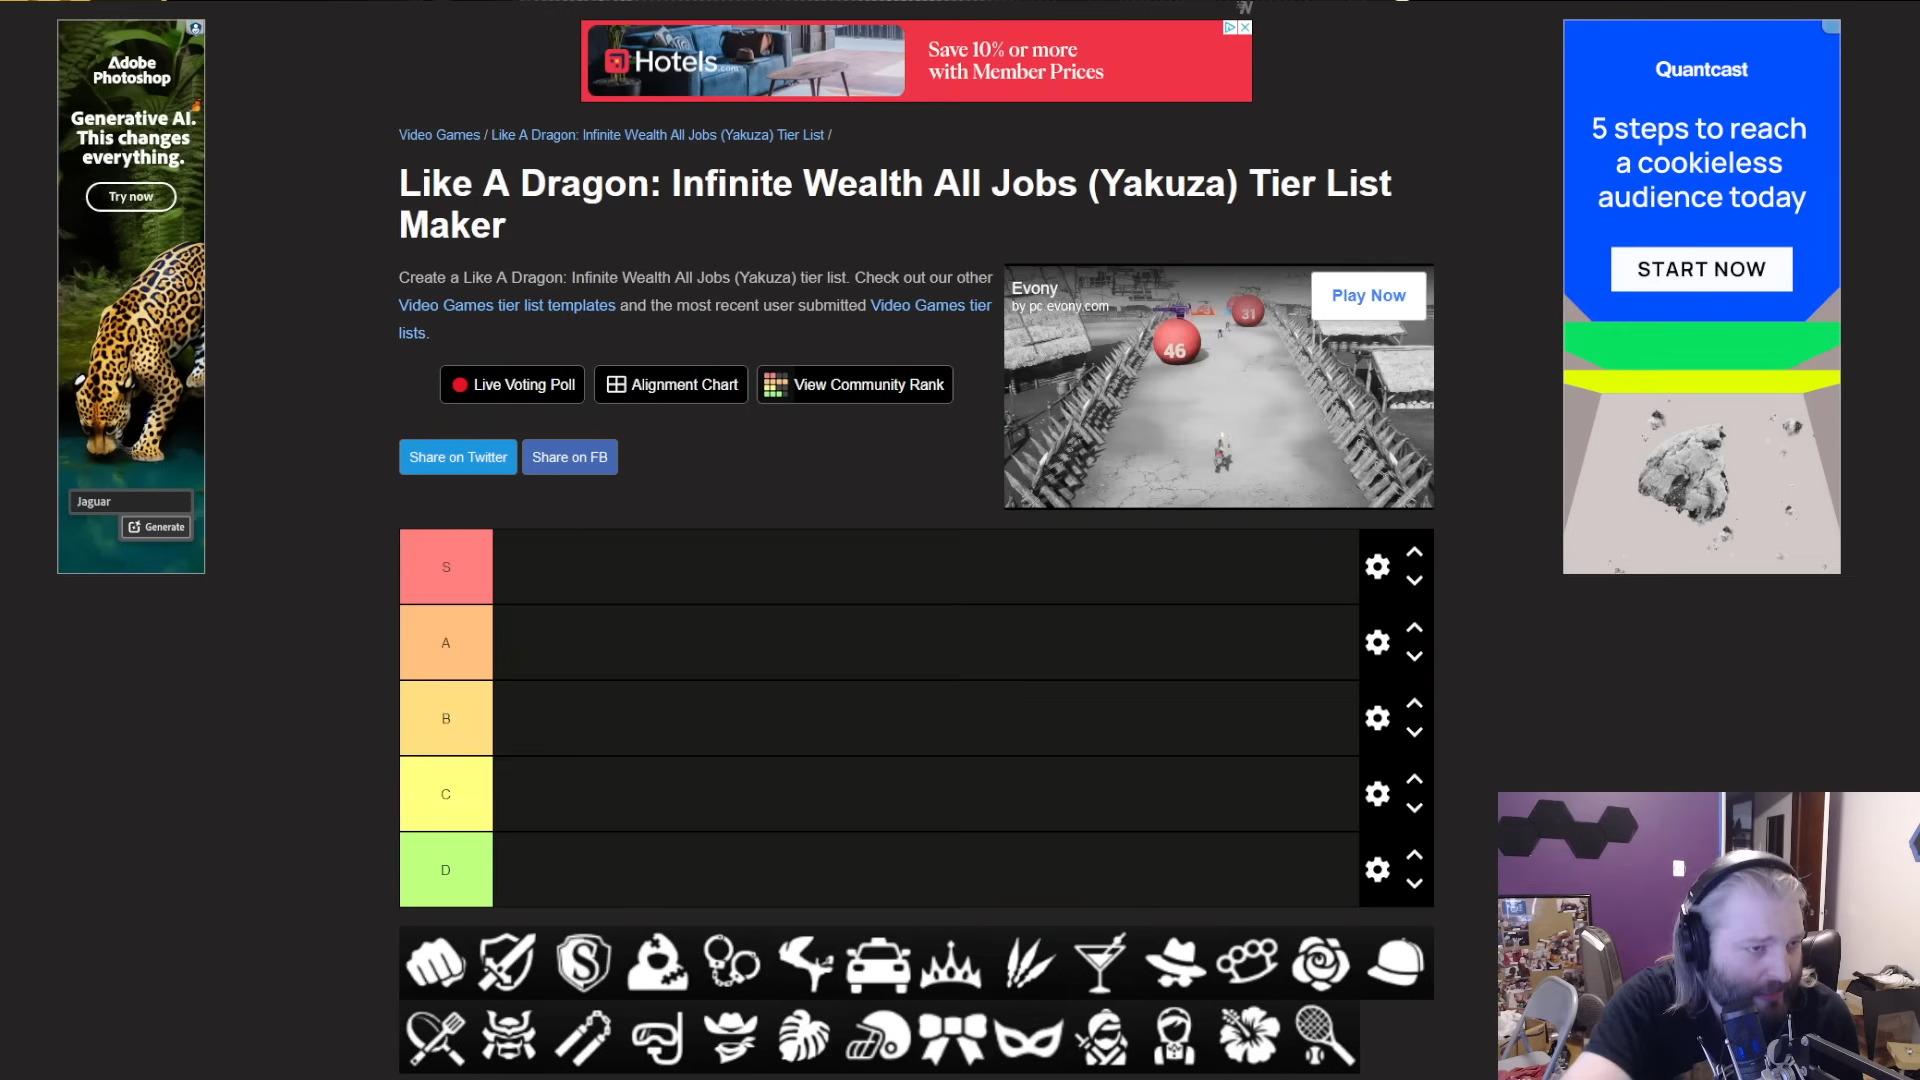 Adobe
Photoshop
Generative AI.
This changes
everything.
Try now
Jaguar
Generate
Hotels.com
Save 10% or more
with Member Prices
Quantcast
5 steps to reach
a cookieless
audience today
START NOW
Video Games / Like A Dragon: Infinite Wealth All Jobs (Yakuza) Tier List /
Like A Dragon: Infinite Wealth All Jobs (Yakuza) Tier List
Maker
Create a Like A Dragon: Infinite Wealth All Jobs (Yakuza) tier list. Check out our other
Video Games tier list templates and the most recent user submitted Video Games tier
lists.
Live Voting Poll
Alignment Chart
View Community Rank
Share on Twitter
Share on FB
Evony
by pc.evony.com
Play Now
31
46
S
A
B
C
D
S